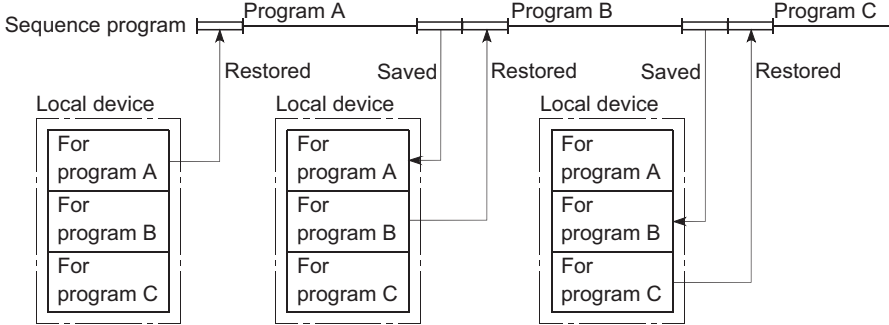 Program A
Program B
Program C
Sequence program
Restored
Saved
Restored
Saved
Restored
Local device
For
program A
For
program B
For
program C
Local device
For
program A
For
program B
For
program C
Local device
For
program A
For
program B
For
program C